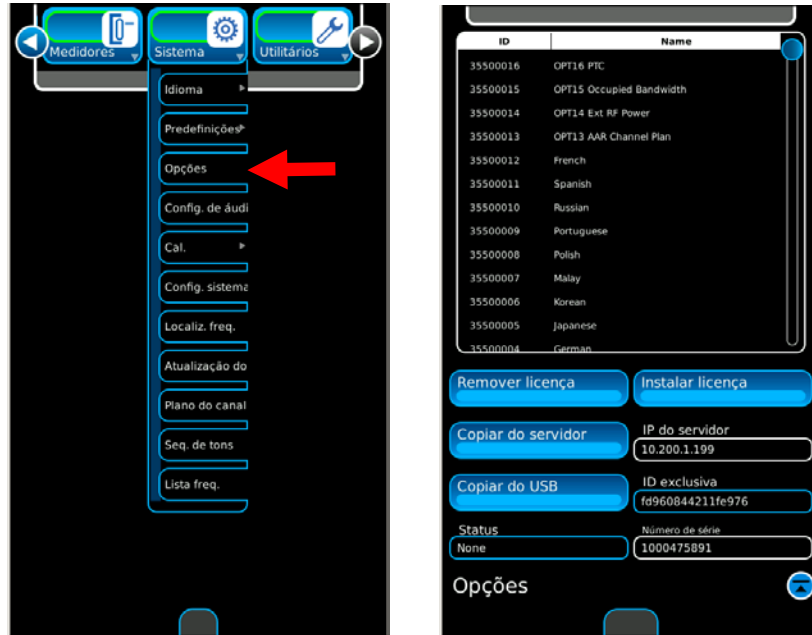 Medidores
Sistema
Utilitários
Idioma
Predefinições
Opções
Config. de áudi
Cal.
Config. sistema
Localiz. freq.
Atualização do
Plano do canal
Seq. de tons
Lista freq.
ID Name
35500016 OPT16 PTC
35500015 OPT15 Occupied Bandwidth
35500014 OPT14 Ext RF Power
35500013 OPT13 AAR Channel Plan
35500012 French
35500011 Spanish
35500010 Russian
35500009 Portuguese
35500008 Polish
35500007 Malay
35500006 Korean
35500005 Japanese
35500004 German
Remover licença
Instalar licença
Copiar do servidor
IP do servidor
10.200.1.199
Copiar do USB
ID exclusiva
fd960844211fe976
Status
None
Número de série
1000475891
Opções